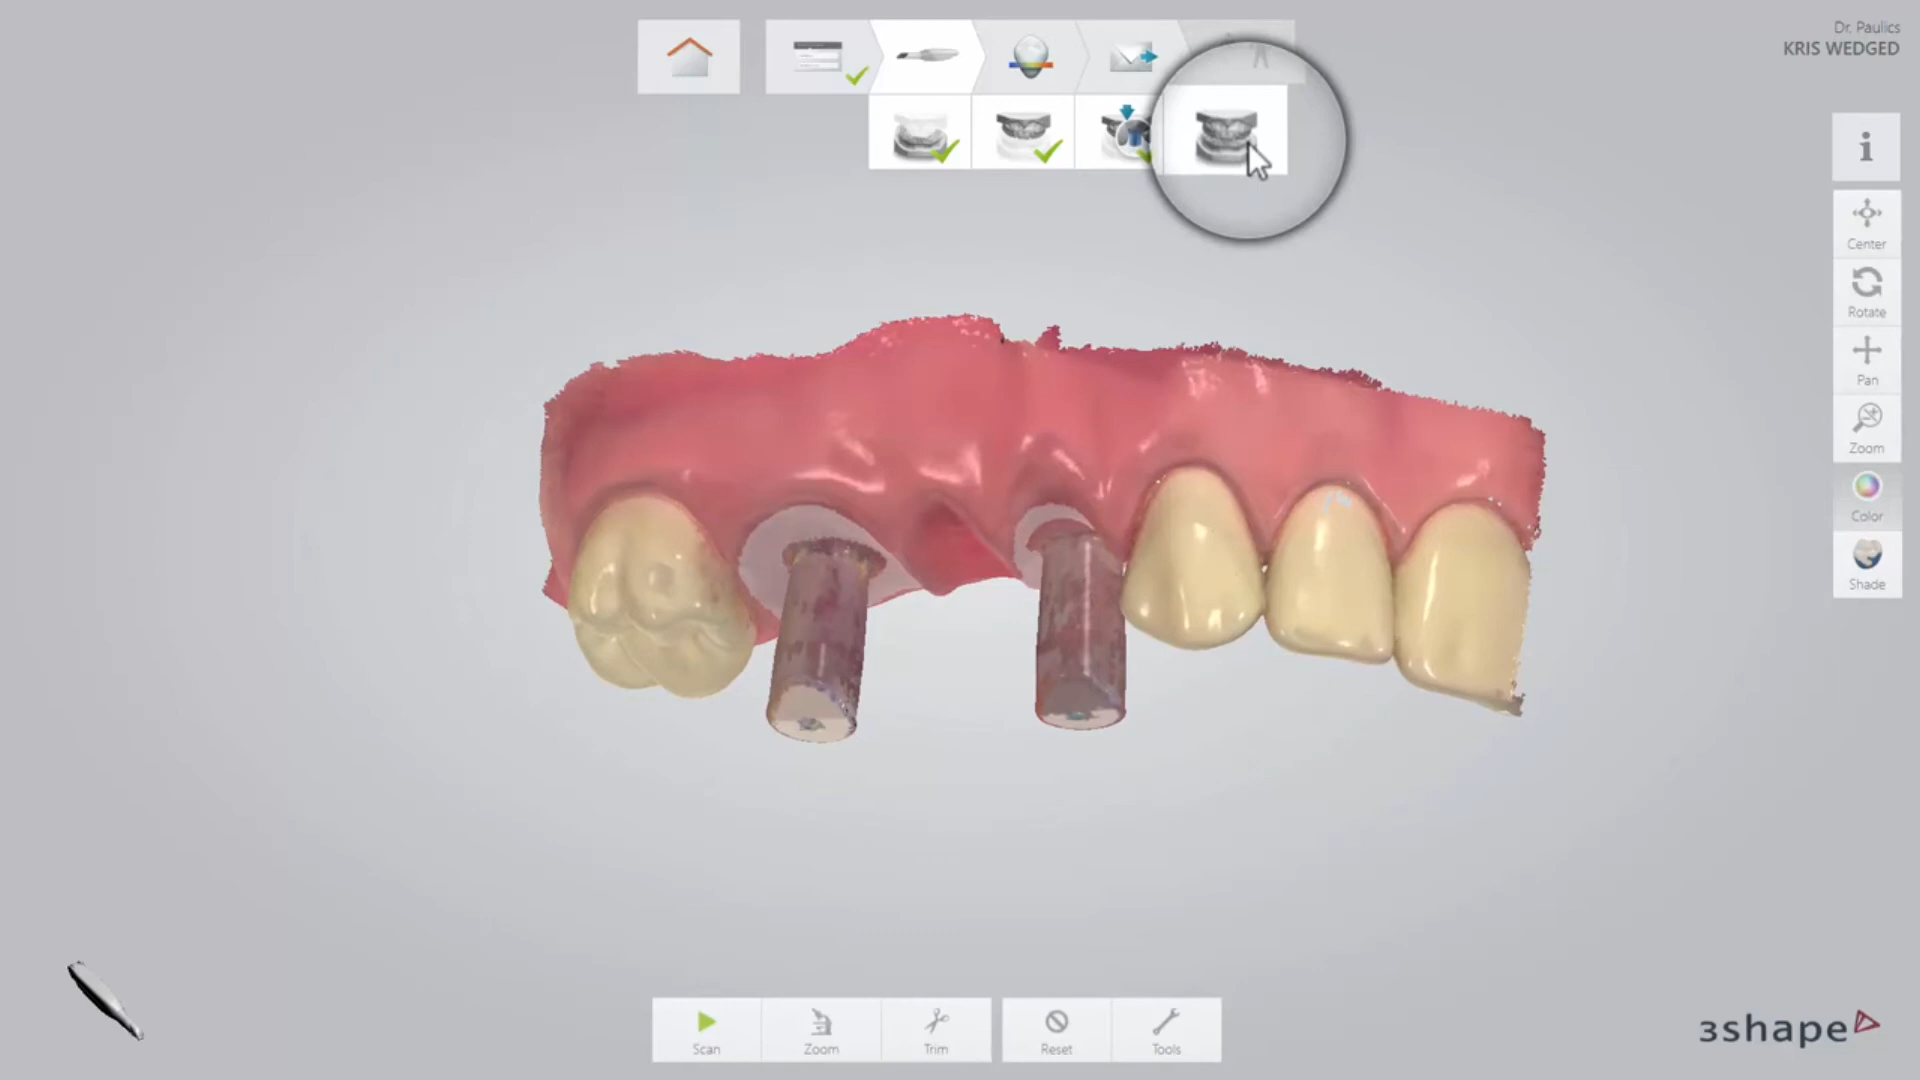 Dr. Paulics
KRIS WEDGED
i
Center
Rotate
Pan
Zoom
Color
Shade
Scan
Zoom
Trim
Reset
Tools
3shape